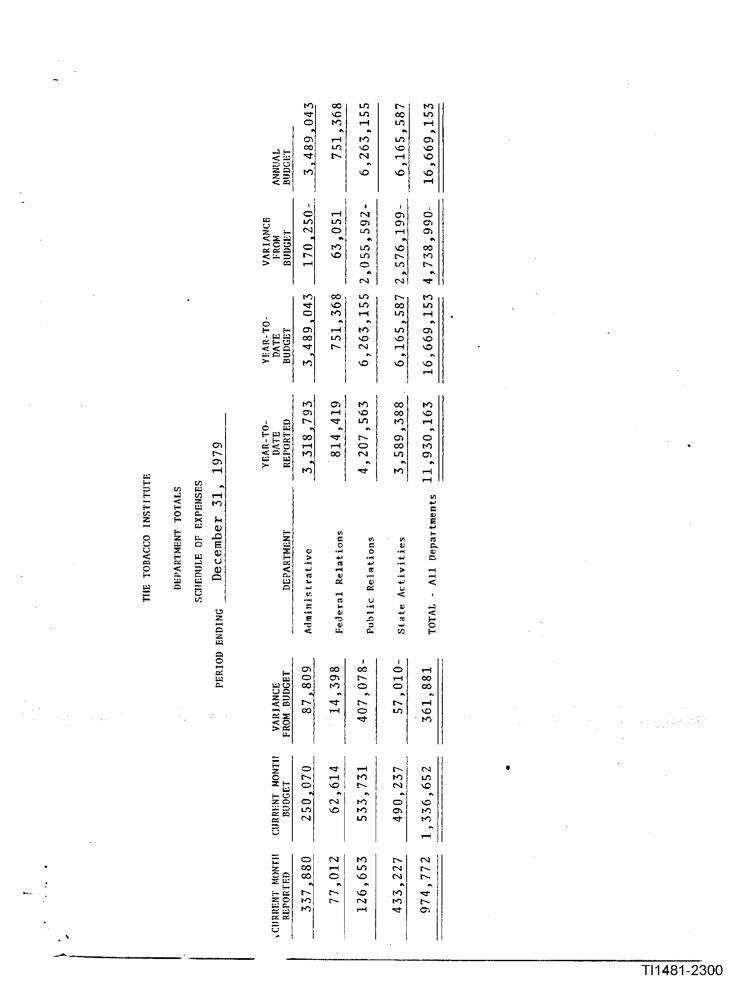 THE TOBACCO INSTITUTE
DEPARTMENT TOTALS
SCHEDULE OF EXPENSES
PERIOD ENDING December 31, 1979
CURRENT MONTH REPORTED CURRENT MONTH BUDGET VARIANCE FROM BUDGET DEPARTMENT YEAR-TO-DATE REPORTED YEAR-TO-DATE BUDGET VARIANCE FROM BUDGET ANNUAL BUDGET
337,880 250,070 87,809 Administrative 3,318,793 3,489,043 170,250- 3,489,043
77,012 62,614 14,398 Federal Relations 814,419 751,368 63,051 751,368
126,653 533,731 407,078- Public Relations 4,207,563 6,263,155 2,055,592- 6,263,155
433,227 490,237 57,010- State Activities 3,589,388 6,165,587 2,576,199- 6,165,587
974,772 1,336,652 361,881 TOTAL - All Departments 11,930,163 16,669,153 4,738,990- 16,669,153
TI1481-2300